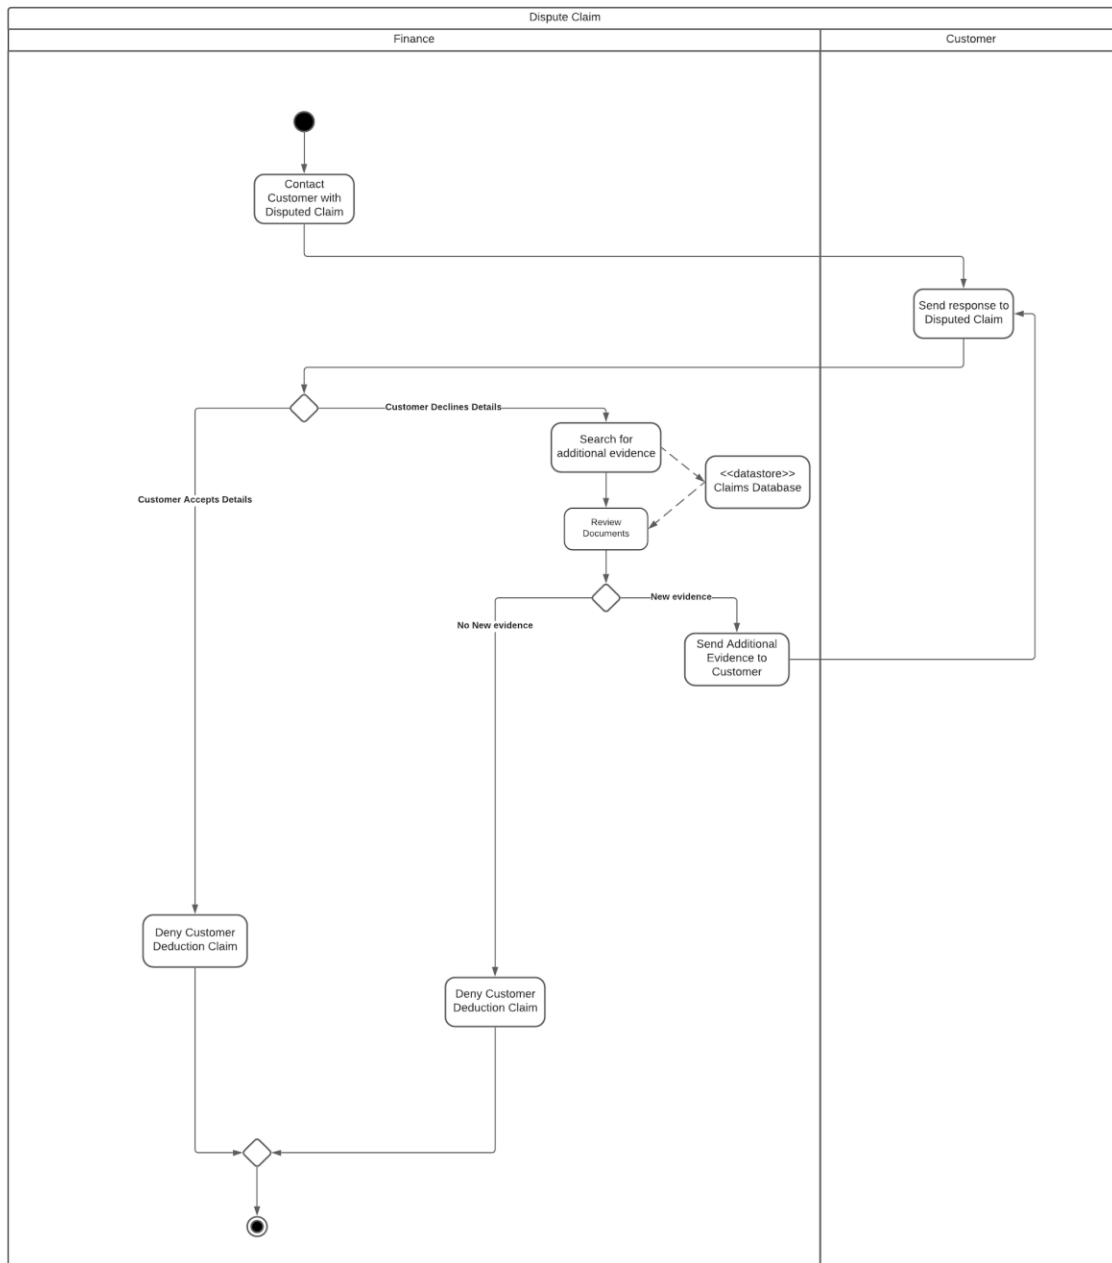 Dispute Claim
Finance
Customer
Contact
Customer with
Disputed Claim
Send response to
Disputed Claim
Customer Declines Details
Search for
additional evidence
<<datastore>>
Claims Database
Customer Accepts Details
Review
Documents
New evidence
No New evidence
Send Additional
Evidence to
Customer
Deny Customer
Deduction Claim
Deny Customer
Deduction Claim